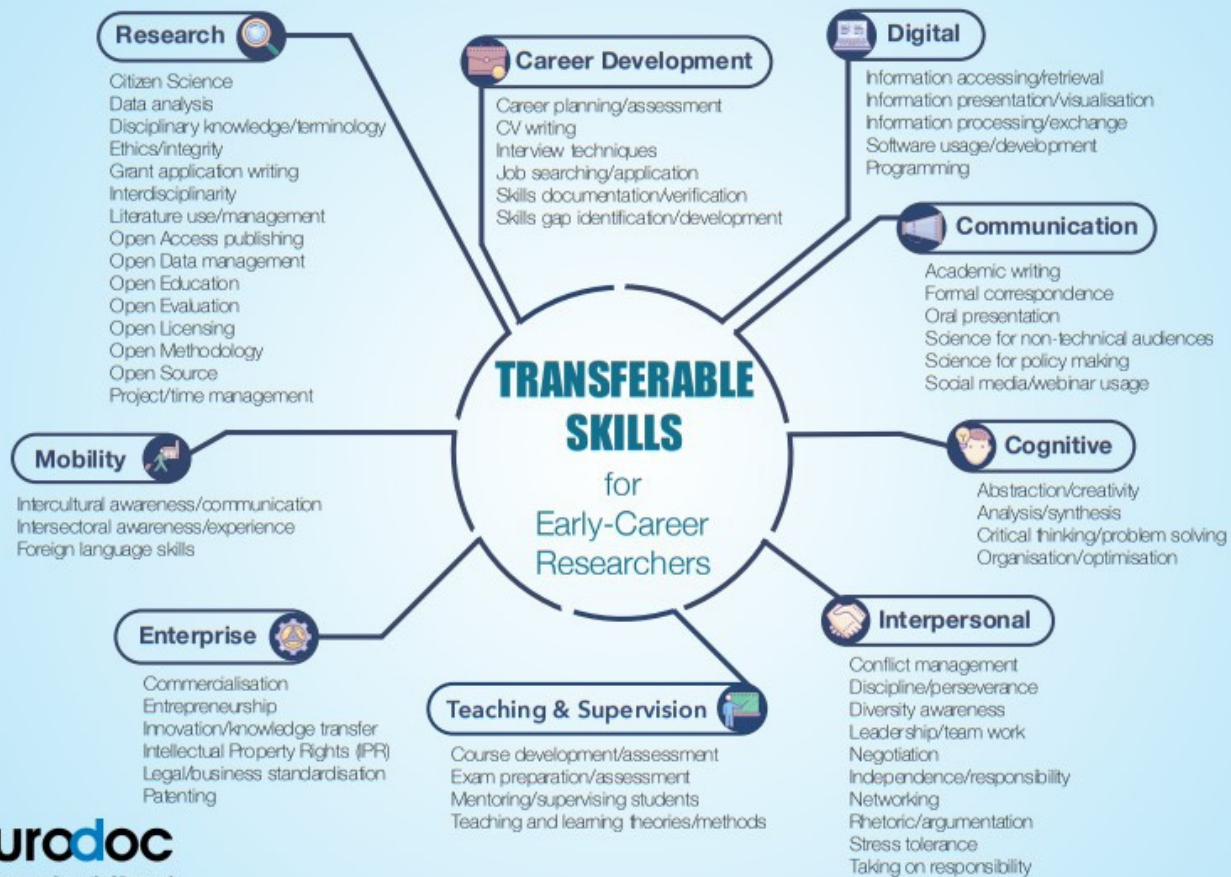 Research
Citizen Science
Data analysis
Disciplinary knowledge/terminology
Ethics/integrity
Grant application writing
Interdisciplinarity
Literature use/management
Open Access publishing
Open Data management
Open Education
Open Evaluation
Open Licensing
Open Methodology
Open Source
Project/time management
Career Development
Career planning/assessment
CV writing
Interview techniques
Job searching/application
Skills documentation/verification
Skills gap identification/development
Digital
Information accessing/retrieval
Information presentation/visualisation
Information processing/exchange
Software usage/development
Programming
Communication
Academic writing
Formal correspondence
Oral presentation
Science for non-technical audiences
Science for policy making
Social media/webinar usage
TRANSFERABLE
SKILLS
for
Early-Career
Researchers
Mobility
Intercultural awareness/communication
Intersectoral awareness/experience
Foreign language skills
Cognitive
Abstraction/creativity
Analysis/synthesis
Critical thinking/problem solving
Organisation/optimisation
Enterprise
Commercialisation
Entrepreneurship
Innovation/knowledge transfer
Intellectual Property Rights (IPR)
Legal/business standardisation
Patenting
Teaching & Supervision
Course development/assessment
Exam preparation/assessment
Mentoring/supervising students
Teaching and learning theories/methods
Interpersonal
Conflict management
Discipline/perseverance
Diversity awareness
Leadership/team work
Negotiation
Independence/responsibility
Networking
Rhetoric/argumentation
Stress tolerance
Taking on responsibility
urodoc